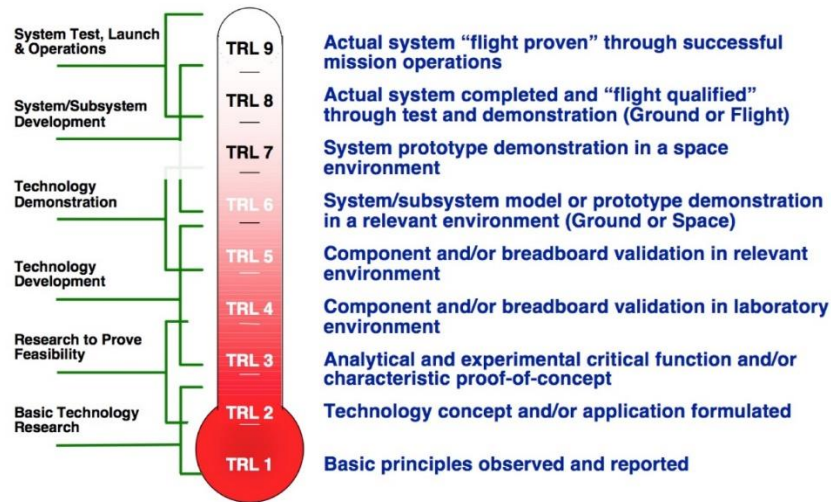 System Test, Launch
& Operations
System/Subsystem
Development
Technology
Demonstration
Technology
Development
Research to Prove
Feasibility
Basic Technology
Research
TRL 9
TRL 8
TRL 7
TRL 6
TRL 5
TRL 4
TRL 3
TRL 2
TRL 1
Actual system “flight proven” through successful
mission operations
Actual system completed and “flight qualified”
through test and demonstration (Ground or Flight)
System prototype demonstration in a space
environment
System/subsystem model or prototype demonstration
in a relevant environment (Ground or Space)
Component and/or breadboard validation in relevant
environment
Component and/or breadboard validation in laboratory
environment
Analytical and experimental critical function and/or
characteristic proof-of-concept
Technology concept and/or application formulated
Basic principles observed and reported